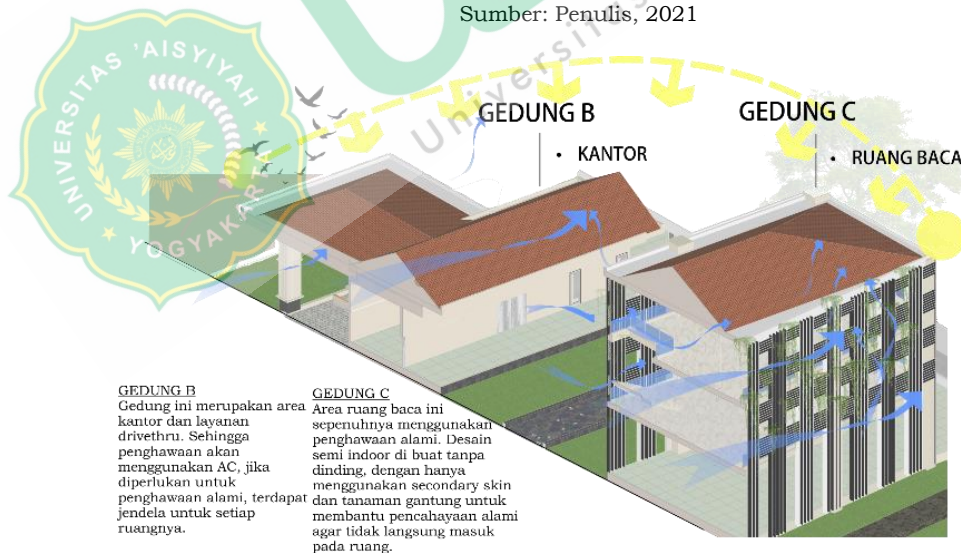 Sumber: Penulis, 2021
UNIVERSITAS 'AISYIYAH
YOGYAKARTA
Universitas
GEDUNG B
• KANTOR
GEDUNG C
• RUANG BACA
GEDUNG B
Gedung ini merupakan area
kantor dan layanan
drivethru. Sehingga
penghawaan akan
menggunakan AC, jika
diperlukan untuk
penghawaan alami, terdapat
jendela untuk setiap
ruangnya.
GEDUNG C
Area ruang baca ini
sepenuhnya menggunakan
penghawaan alami. Desain
semi indoor di buat tanpa
dinding, dengan hanya
menggunakan secondary skin
dan tanaman gantung untuk
membantu pencahayaan alami
agar tidak langsung masuk
pada ruang.